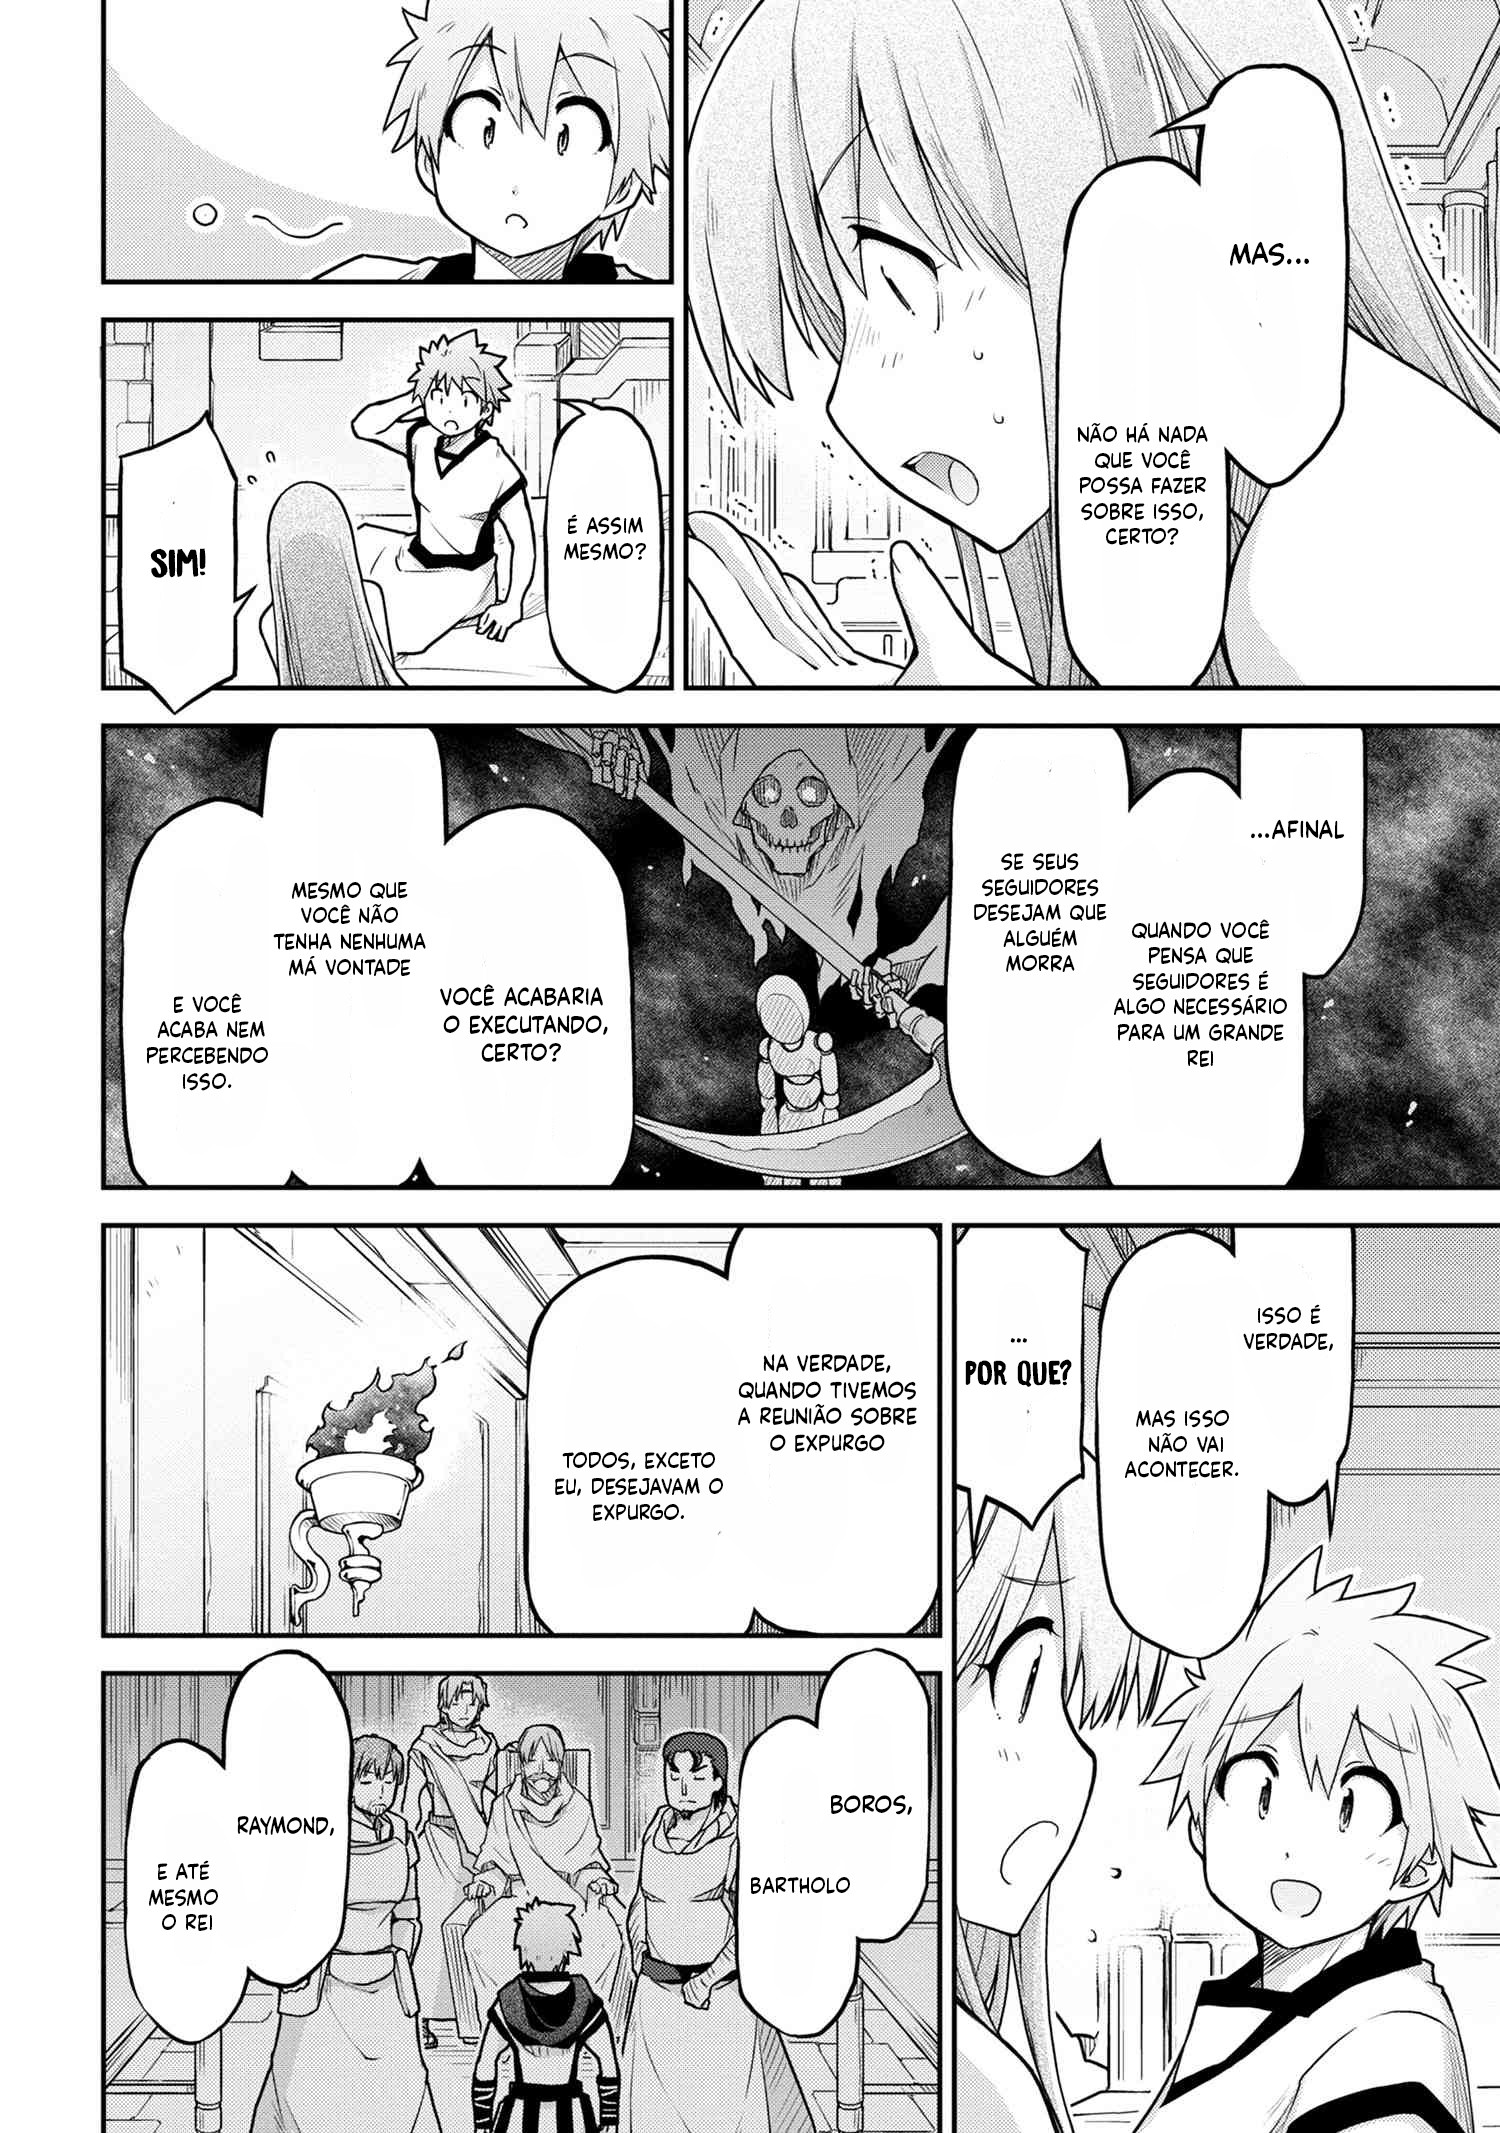 MAS...
NÃO HÁ NADA
QUE VOCÊ
POSSA FAZER
SOBRE ISSO,
CERTO?
É ASSIM
MESMO?
SIM!
...AFINAL
QUANDO VOCÊ
PENSA QUE
SEGUIDORES É
ALGO NECESSÁRIO
PARA UM GRANDE
REI
SE SEUS
SEGUIDORES
DESEJAM QUE
ALGUÉM
MORRA
VOCÊ ACABARIA
O EXECUTANDO,
CERTO?
MESMO QUE
VOCÊ NÃO
TENHA NENHUMA
MÁ VONTADE
E VOCÊ
ACABA NEM
PERCEBENDO
ISSO.
ISSO É
VERDADE,
MAS ISSO
NÃO VAI
ACONTECER.
...
POR QUE?
NA VERDADE,
QUANDO TIVEMOS
A REUNIÃO SOBRE
O EXPURGO
TODOS, EXCETO
EU, DESEJAVAM O
EXPURGO.
BOROS,
BARTHOLO
RAYMOND,
E ATÉ
MESMO
O REI